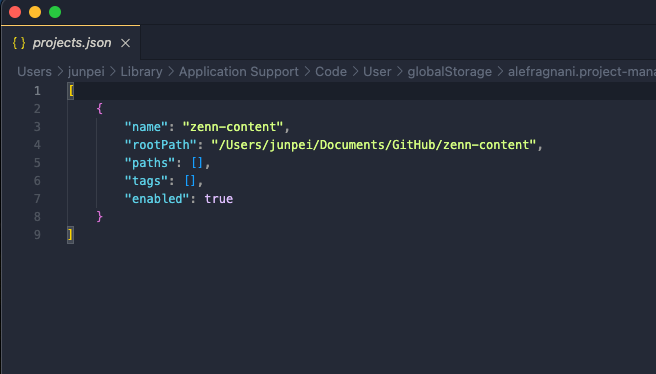 { } projects.json ×
Users > junpei > Library > Application Support > Code > User > globalStorage > alefragnani.project-mana
1 [
2 {
3 "name": "zenn-content",
4 "rootPath": "/Users/junpei/Documents/GitHub/zenn-content",
5 "paths": [],
6 "tags": [],
7 "enabled": true
8 }
9 ]